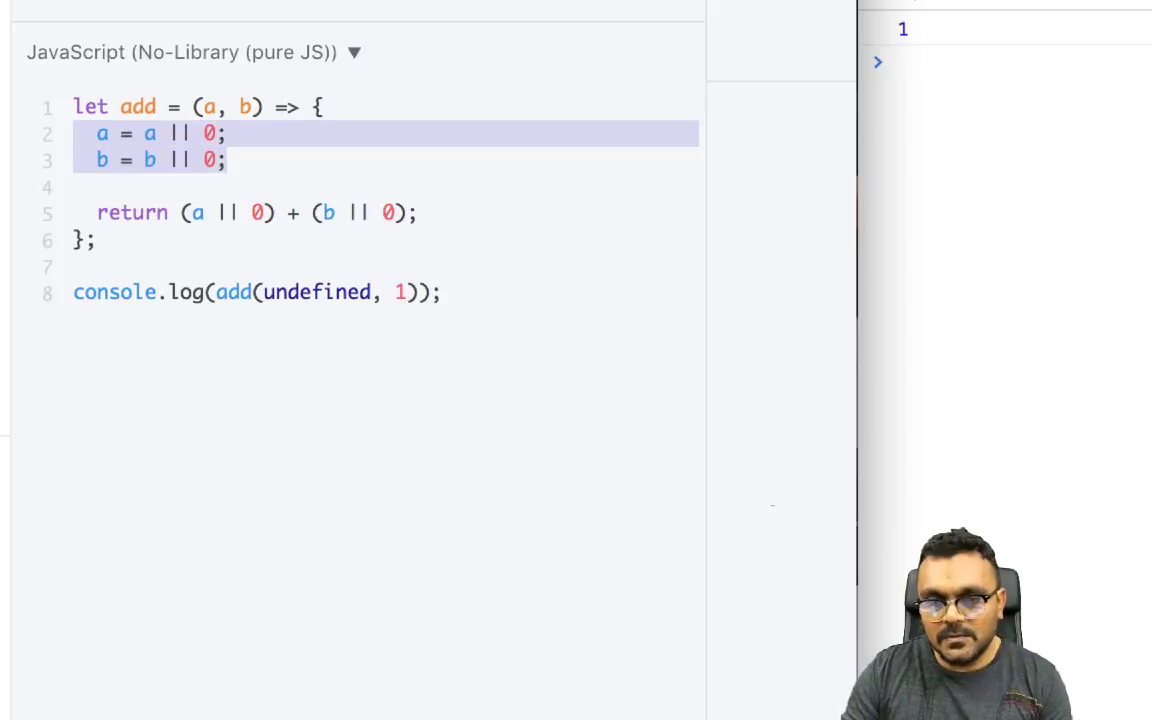 JavaScript (No-Library (pure JS)) ▼
1 let add = (a, b) => {
2 a = a || 0;
3 b = b || 0;
4
5 return (a || 0) + (b || 0);
6 };
7
8 console.log(add(undefined, 1));
1
>